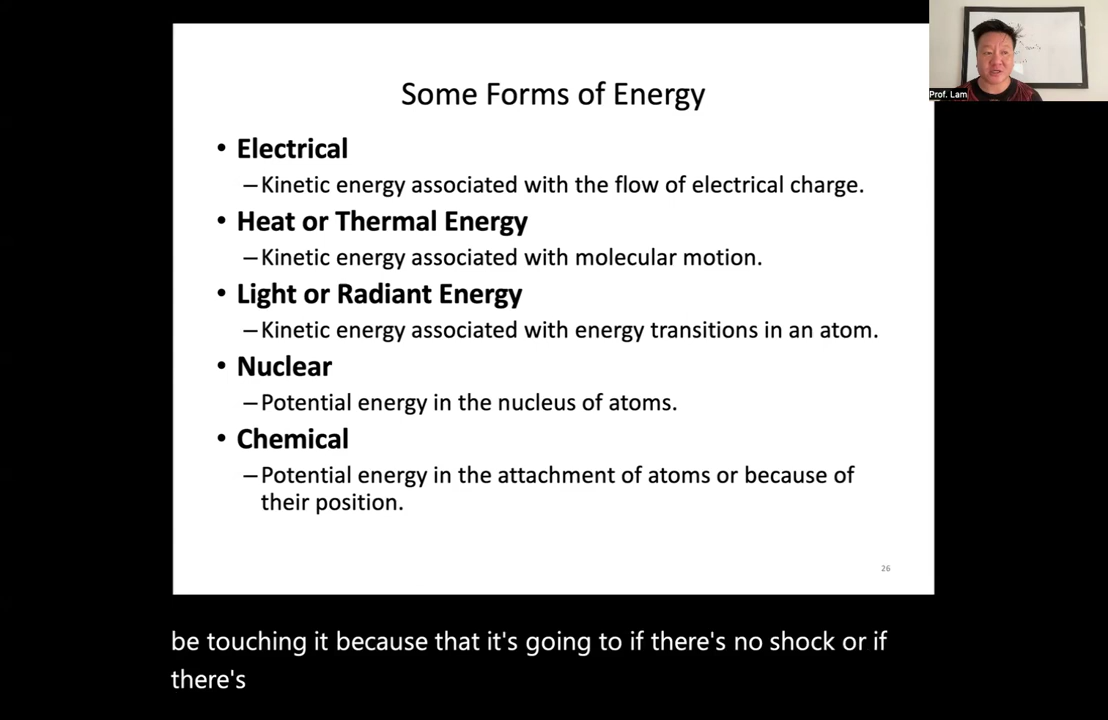 Some Forms of Energy
• Electrical
–Kinetic energy associated with the flow of electrical charge.
• Heat or Thermal Energy
–Kinetic energy associated with molecular motion.
• Light or Radiant Energy
–Kinetic energy associated with energy transitions in an atom.
• Nuclear
–Potential energy in the nucleus of atoms.
• Chemical
–Potential energy in the attachment of atoms or because of
their position.
26
Prof. Lam
be touching it because that it's going to if there's no shock or if
there's